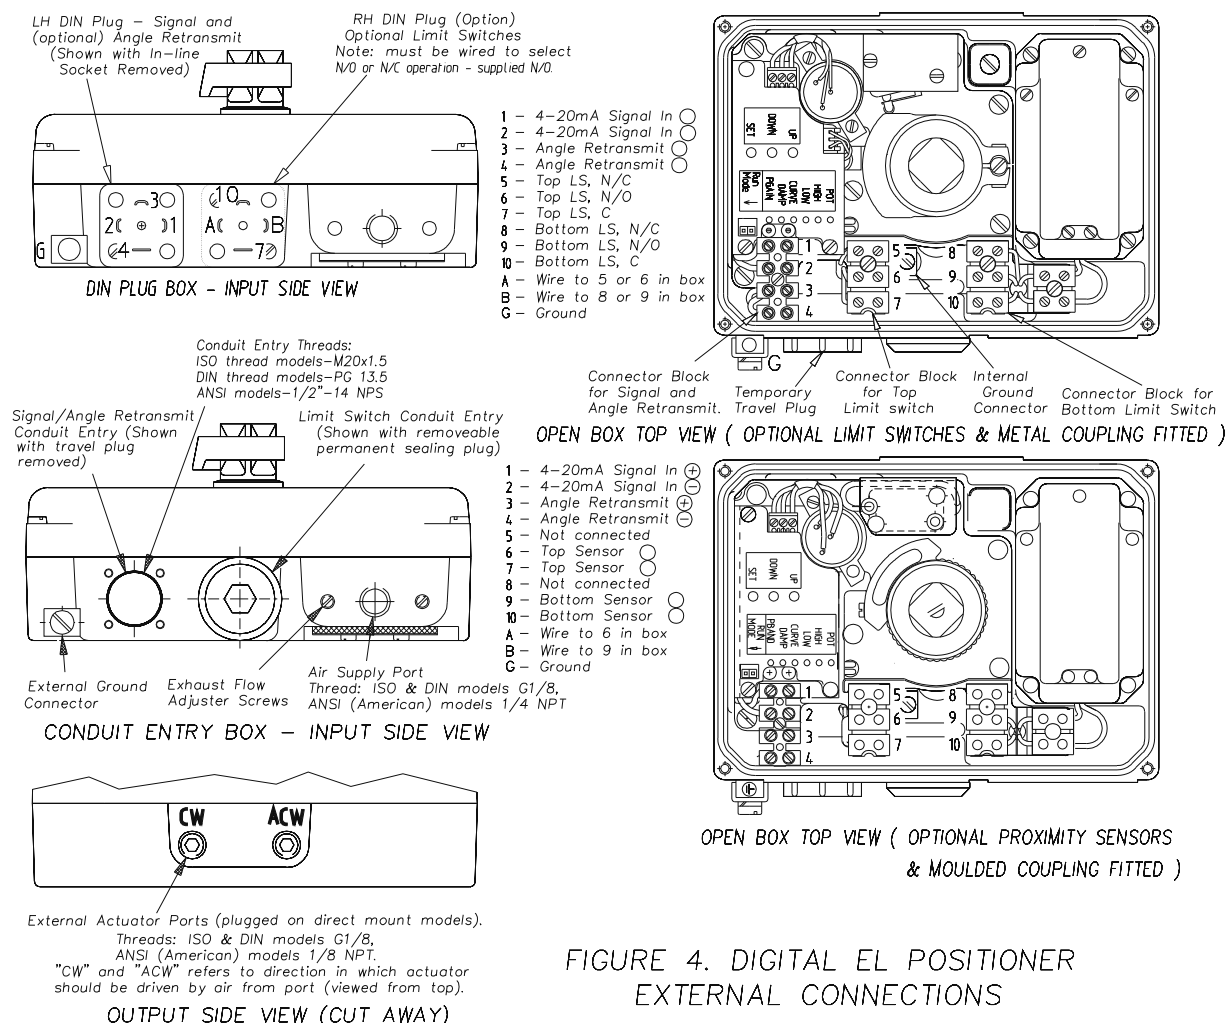 LH DIN Plug – Signal and
(optional) Angle Retransmit
(Shown with In-line
Socket Removed)
RH DIN Plug (Option)
Optional Limit Switches
Note: must be wired to select
N/O or N/C operation - supplied N/O.
10
3
2
1
A
B
4
7
G
DIN PLUG BOX - INPUT SIDE VIEW
1 - 4-20mA Signal In
2 - 4-20mA Signal In
3 - Angle Retransmit
4 - Angle Retransmit
5 - Top LS, N/C
6 - Top LS, N/O
7 - Top LS, C
8 - Bottom LS, N/C
9 - Bottom LS, N/O
10 - Bottom LS, C
A - Wire to 5 or 6 in box
B - Wire to 8 or 9 in box
G - Ground
SET
DOWN
UP
Run
Mode
PGAIN
DAMP
CURVE
LOW
HIGH
POT
1
2
3
4
5
6
7
8
9
10
G
Connector Block
for Signal and
Angle Retransmit.
Temporary
Travel Plug
Connector Block
for Top
Limit switch
Internal
Ground
Connector
Connector Block for
Bottom Limit Switch
OPEN BOX TOP VIEW ( OPTIONAL LIMIT SWITCHES & METAL COUPLING FITTED )
Conduit Entry Threads:
ISO thread models-M20x1.5
DIN thread models-PG 13.5
ANSI models-1/2"-14 NPS
Signal/Angle Retransmit
Conduit Entry (Shown
with travel plug
removed)
Limit Switch Conduit Entry
(Shown with removeable
permanent sealing plug)
External Ground
Connector
Exhaust Flow
Adjuster Screws
Air Supply Port
Thread: ISO & DIN models G1/8,
ANSI (American) models 1/4 NPT
CONDUIT ENTRY BOX – INPUT SIDE VIEW
1 - 4-20mA Signal In +
2 - 4-20mA Signal In −
3 - Angle Retransmit +
4 - Angle Retransmit −
5 - Not connected
6 - Top Sensor
7 - Top Sensor
8 - Not connected
9 - Bottom Sensor
10 - Bottom Sensor
A - Wire to 6 in box
B - Wire to 9 in box
G - Ground
SET
DOWN
UP
RUN
MODE
PBAND
DAMP
CURVE
LOW
HIGH
POT
1
2
3
4
5
6
7
8
9
10
OPEN BOX TOP VIEW ( OPTIONAL PROXIMITY SENSORS
& MOULDED COUPLING FITTED )
CW
ACW
External Actuator Ports (plugged on direct mount models).
Threads: ISO & DIN models G1/8,
ANSI (American) models 1/8 NPT.
"CW" and "ACW" refers to direction in which actuator
should be driven by air from port (viewed from top).
OUTPUT SIDE VIEW (CUT AWAY)
FIGURE 4. DIGITAL EL POSITIONER
EXTERNAL CONNECTIONS